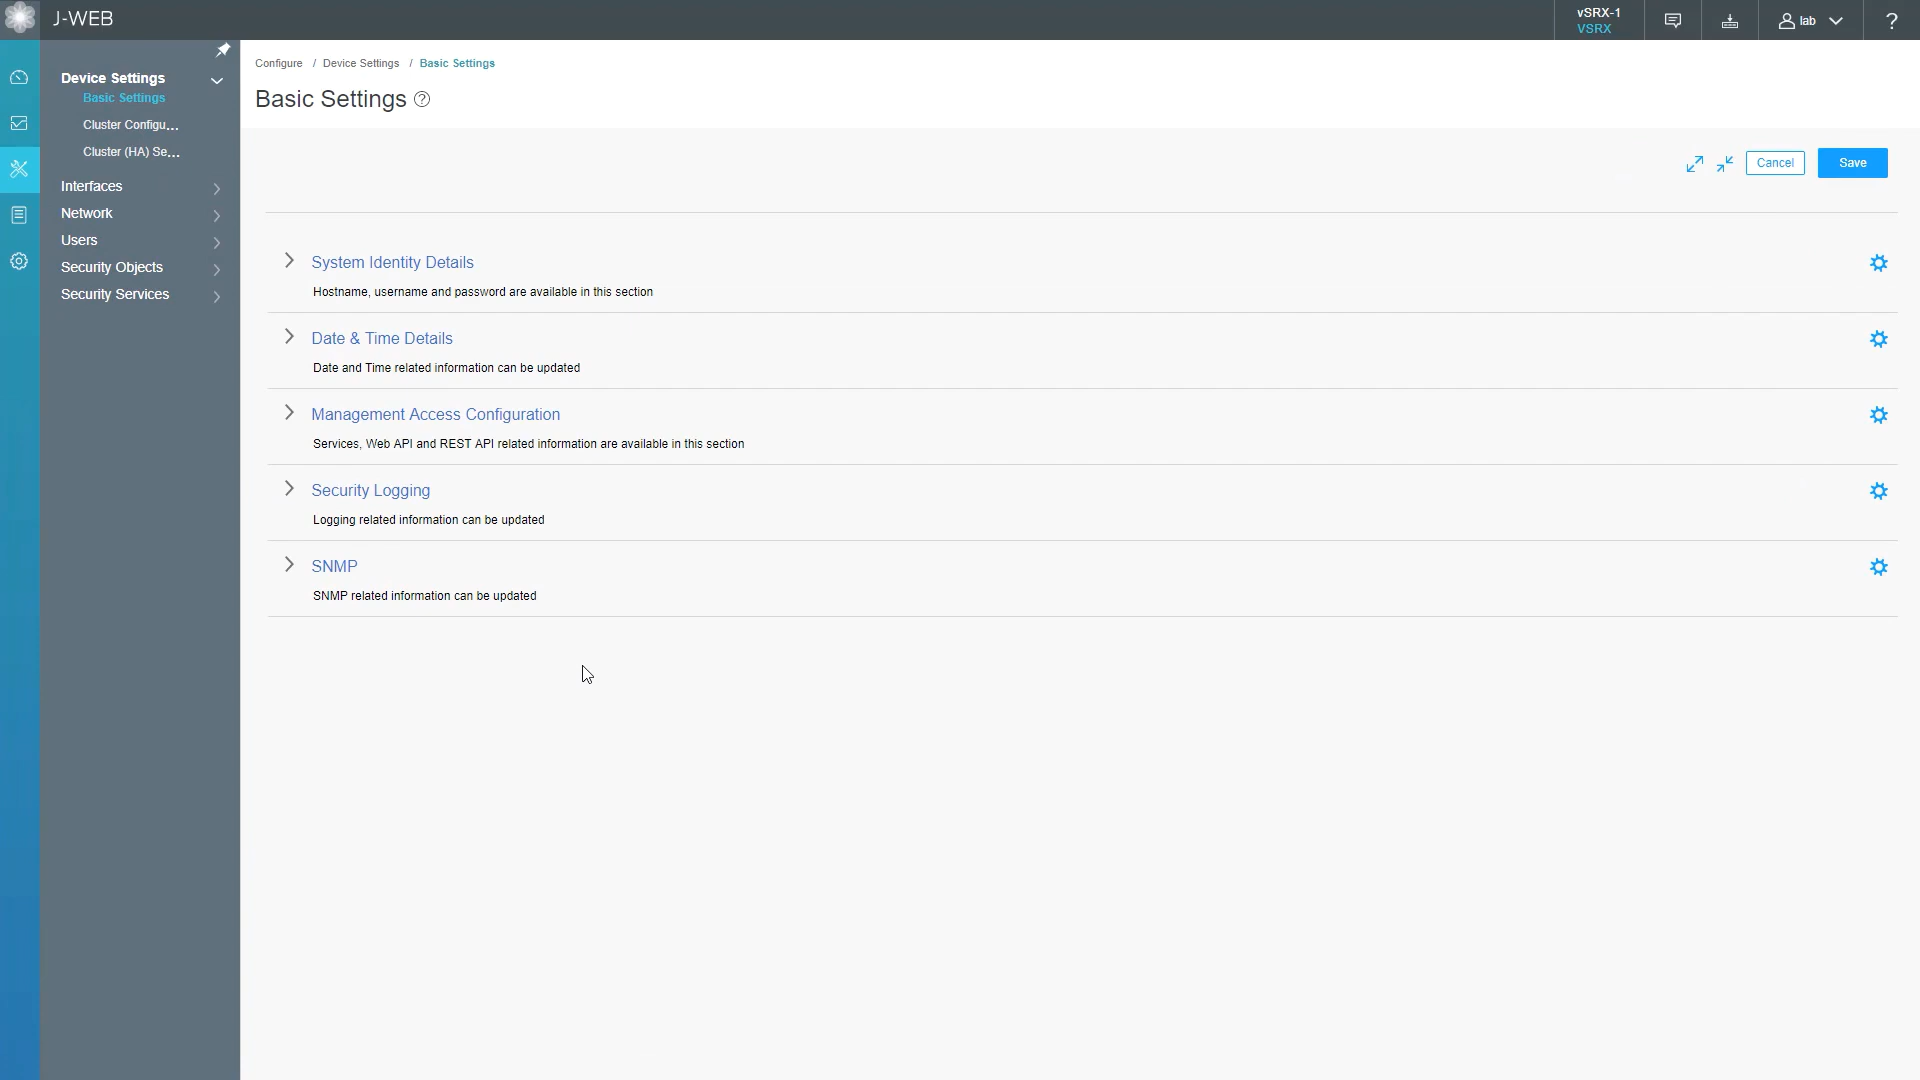 J-WEB
vSRX-1
VSRX
lab
?
Device Settings
Basic Settings
Cluster Configu...
Cluster (HA) Se...
Interfaces
Network
Users
Security Objects
Security Services
Configure / Device Settings / Basic Settings
Basic Settings ?
Cancel
Save
System Identity Details
Hostname, username and password are available in this section
Date & Time Details
Date and Time related information can be updated
Management Access Configuration
Services, Web API and REST API related information are available in this section
Security Logging
Logging related information can be updated
SNMP
SNMP related information can be updated